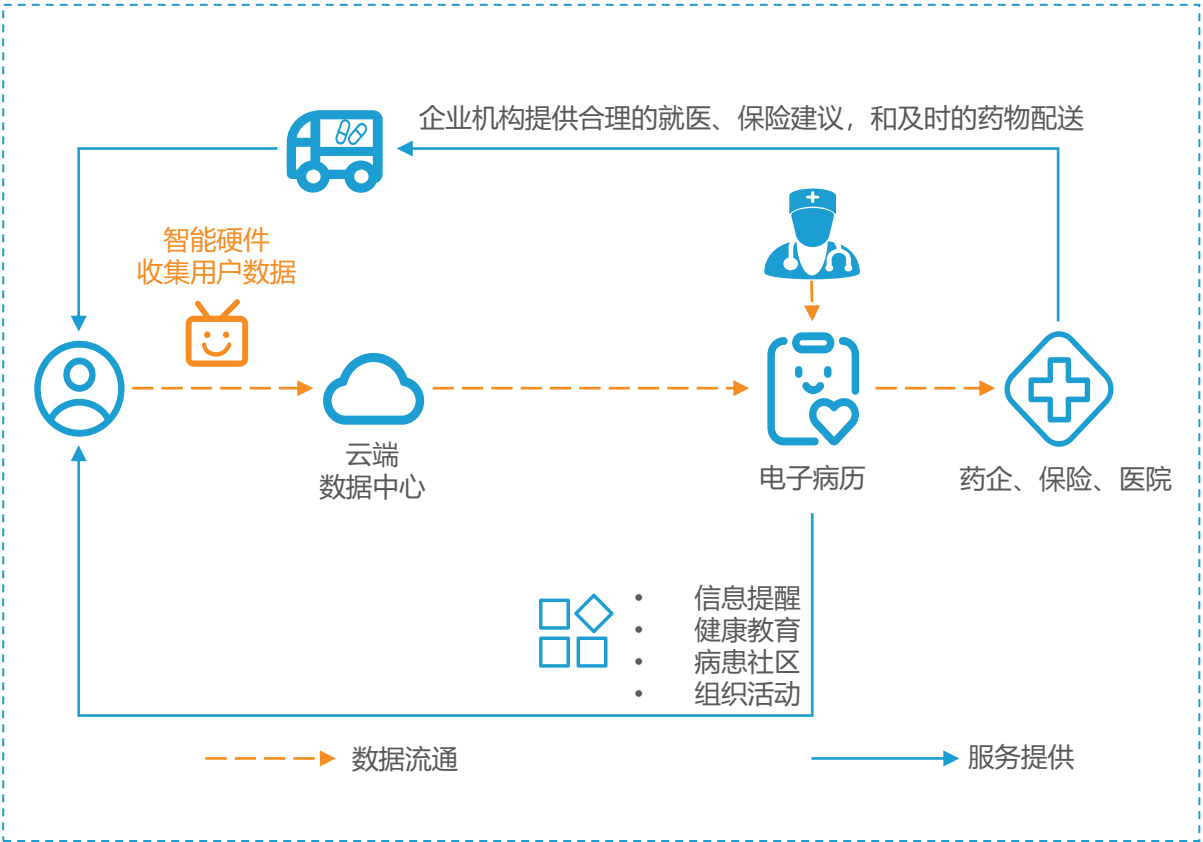 企业机构提供合理的就医、保险建议，和及时的药物配送
智能硬件
收集用户数据
云端
数据中心
电子病历
药企、保险、医院
• 信息提醒
• 健康教育
• 病患社区
• 组织活动
数据流通
服务提供